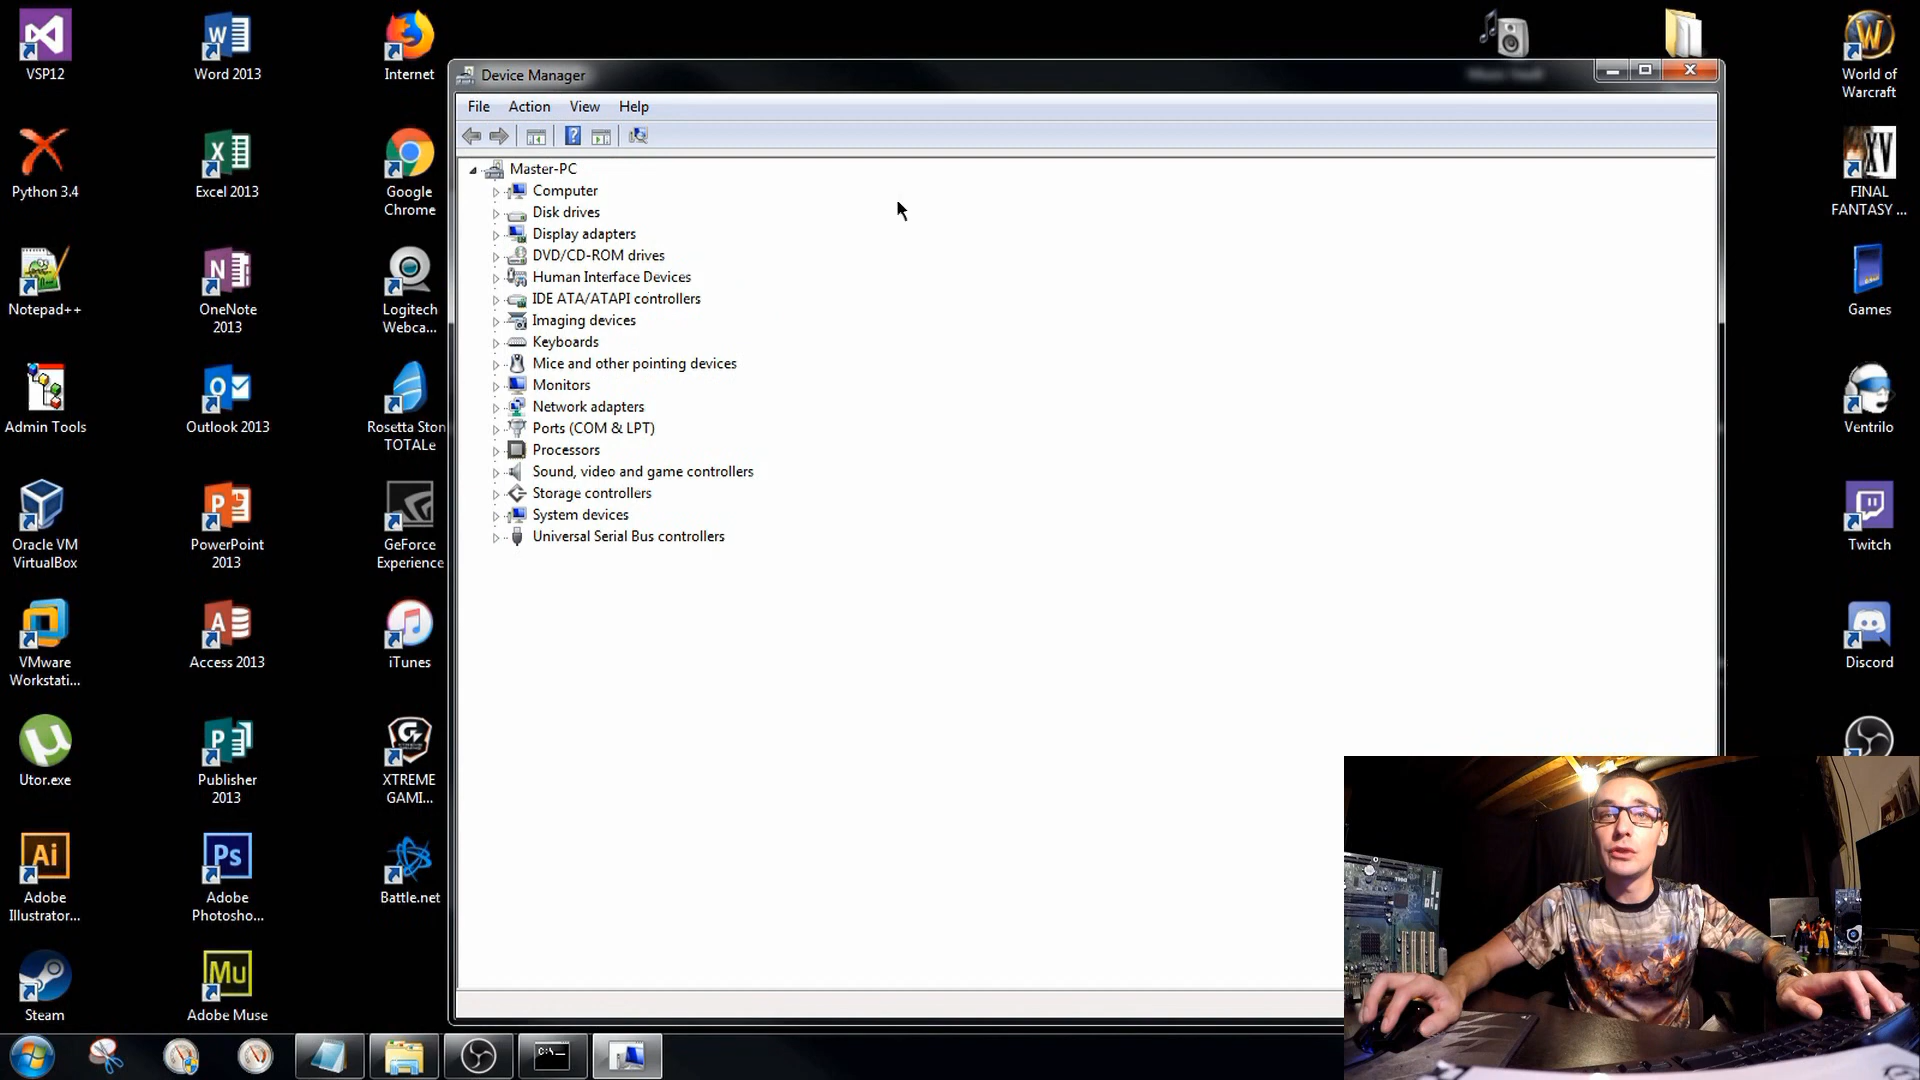 VSP12
Word 2013
Internet
Python 3.4
Excel 2013
Google
Chrome
Notepad++
OneNote
2013
Logitech
Webca...
Admin Tools
Outlook 2013
Rosetta Ston
TOTALe
Oracle VM
VirtualBox
PowerPoint
2013
GeForce
Experience
VMware
Workstati...
Access 2013
iTunes
Utor.exe
Publisher
2013
XTREME
GAMI...
Ai
Adobe
Illustrator...
Ps
Adobe
Photosho...
Battle.net
Steam
Mu
Adobe Muse
Device Manager
File Action View Help
Master-PC
Computer
Disk drives
Display adapters
DVD/CD-ROM drives
Human Interface Devices
IDE ATA/ATAPI controllers
Imaging devices
Keyboards
Mice and other pointing devices
Monitors
Network adapters
Ports (COM & LPT)
Processors
Sound, video and game controllers
Storage controllers
System devices
Universal Serial Bus controllers
World of
Warcraft
XV
FINAL
FANTASY ...
Games
Ventrilo
Twitch
Discord
C:\_